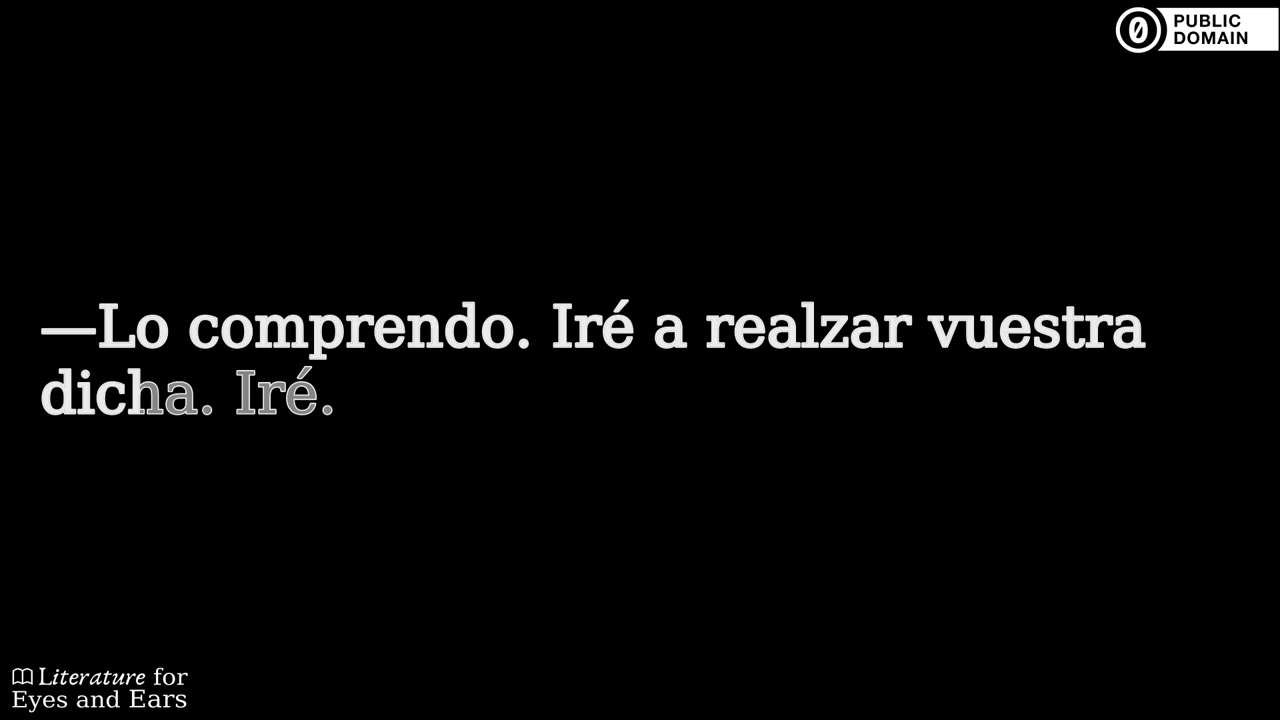 PUBLIC
DOMAIN
—Lo comprendo. Iré a realzar vuestra
dicha. Iré.
Literature for
Eyes and Ears